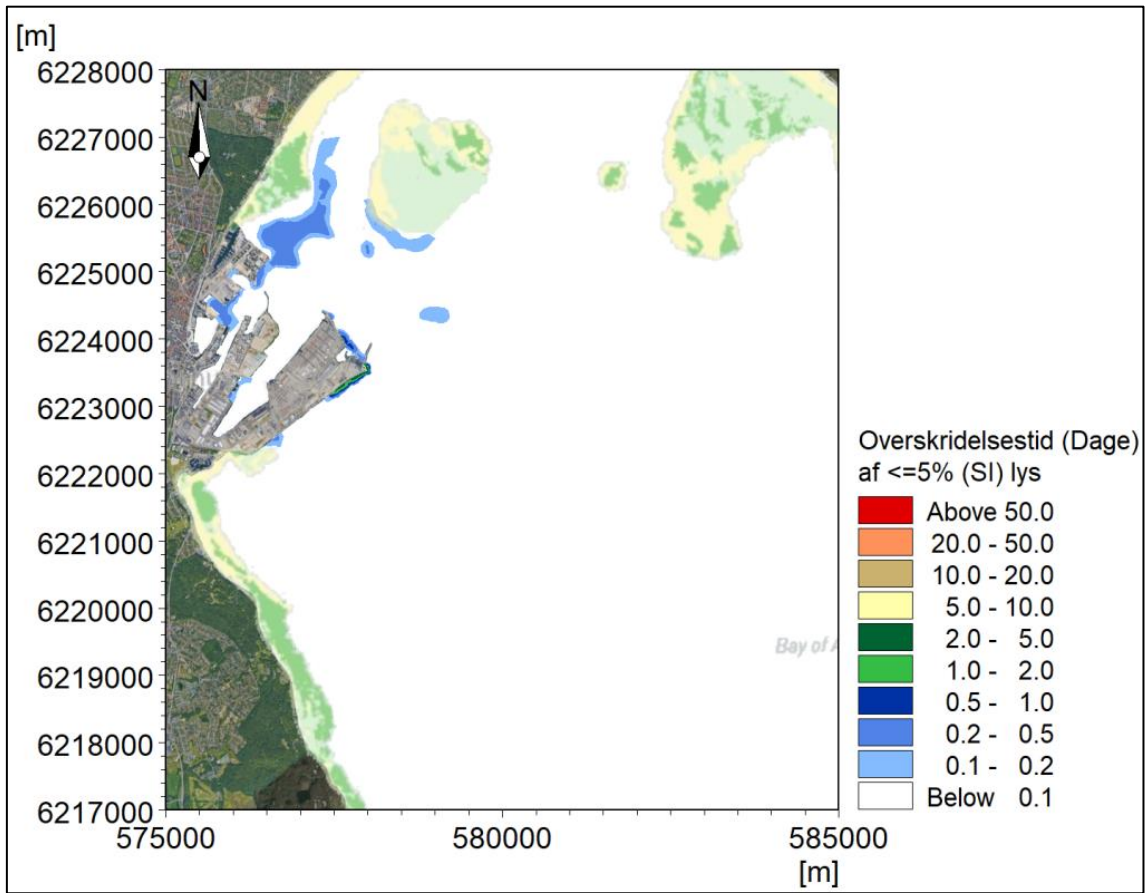 [m]
6228000
N
6227000
6226000
6225000
6224000
6223000
6222000
6221000
6220000
6219000
6218000
6217000
575000
580000
585000
[m]
Bay of A
Overskridelsestid (Dage)
af <=5% (SI) lys
Above 50.0
20.0 - 50.0
10.0 - 20.0
5.0 - 10.0
2.0 - 5.0
1.0 - 2.0
0.5 - 1.0
0.2 - 0.5
0.1 - 0.2
Below 0.1